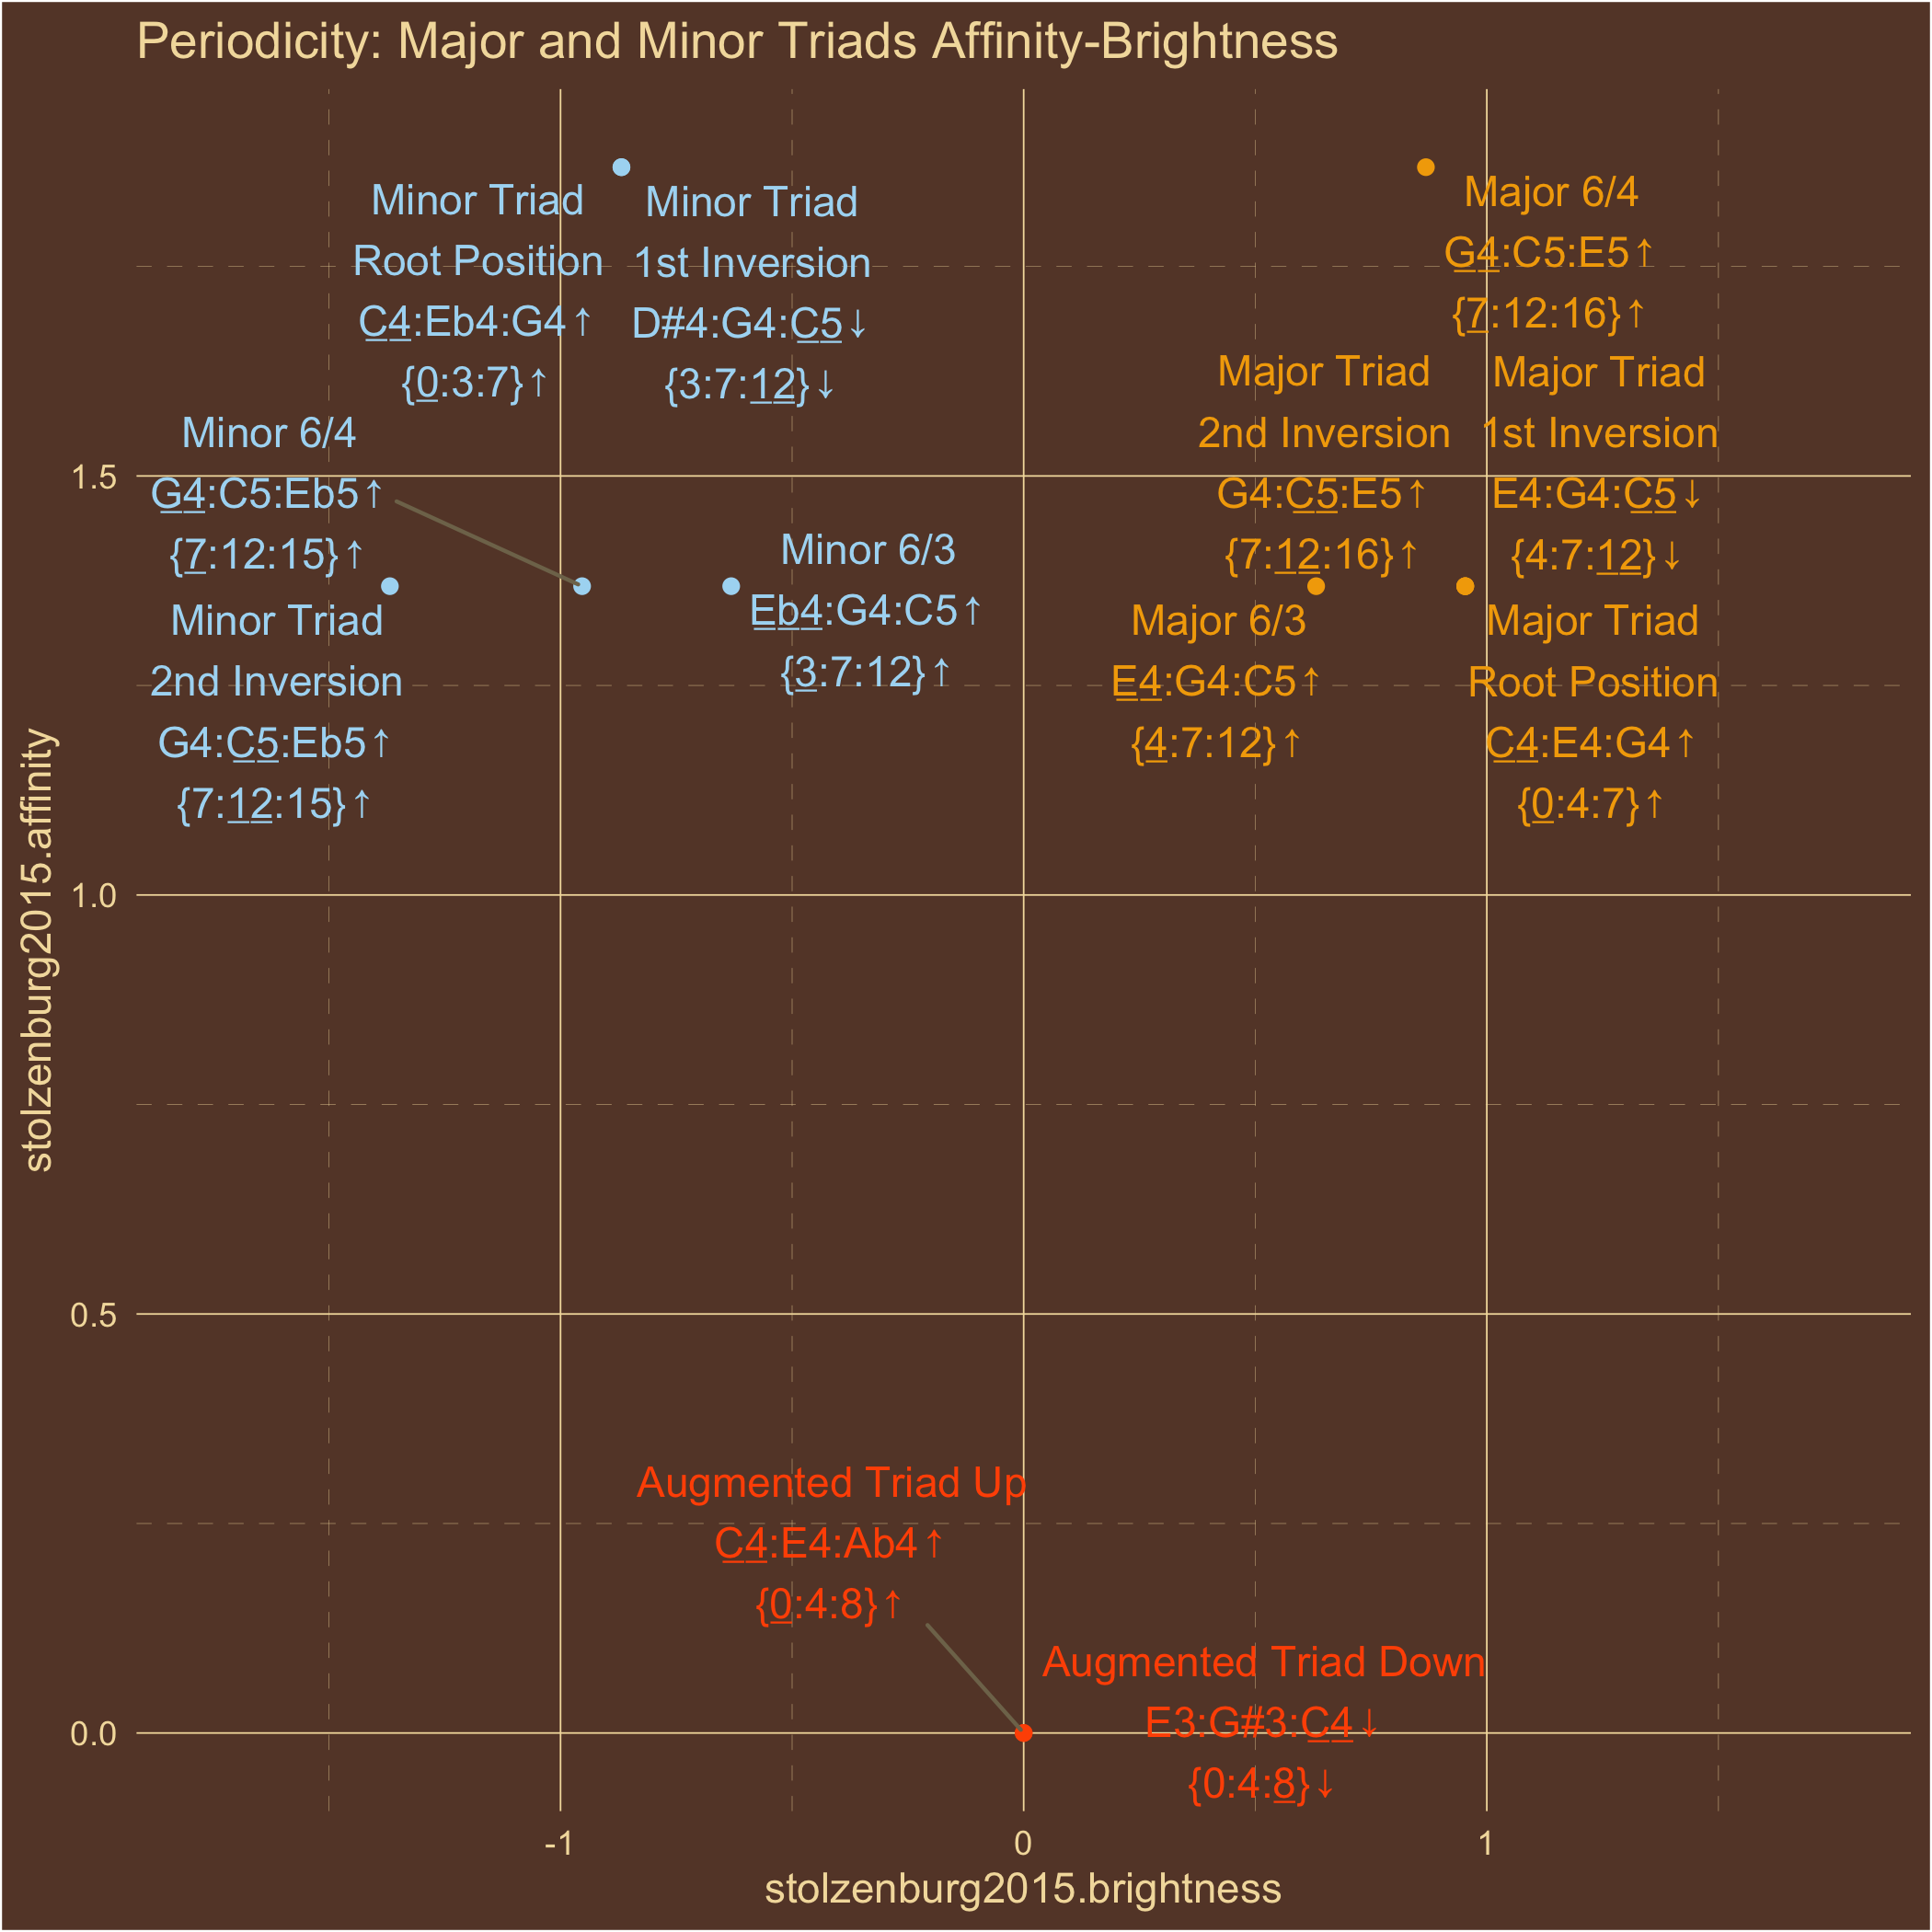 Periodicity: Major and Minor Triads Affinity-Brightness
Minor Triad
Root Position
C4:Eb4:G4↑
{0:3:7}↑
Minor Triad
1st Inversion
D#4:G4:C5↓
{3:7:12}↓
Major 6/4
G4:C5:E5↑
{7:12:16}↑
Major Triad
2nd Inversion
G4:C5:E5↑
{7:12:16}↑
Major Triad
1st Inversion
E4:G4:C5↓
{4:7:12}↓
Minor 6/4
G4:C5:Eb5↑
{7:12:15}↑
Minor 6/3
Eb4:G4:C5↑
{3:7:12}↑
Minor Triad
2nd Inversion
G4:C5:Eb5↑
{7:12:15}↑
Major 6/3
E4:G4:C5↑
{4:7:12}↑
Major Triad
Root Position
C4:E4:G4↑
{0:4:7}↑
Augmented Triad Up
C4:E4:Ab4↑
{0:4:8}↑
Augmented Triad Down
E3:G#3:C4↓
{0:4:8}↓
stolzenburg2015.affinity
1.5
1.0
0.5
0.0
-1
0
1
stolzenburg2015.brightness